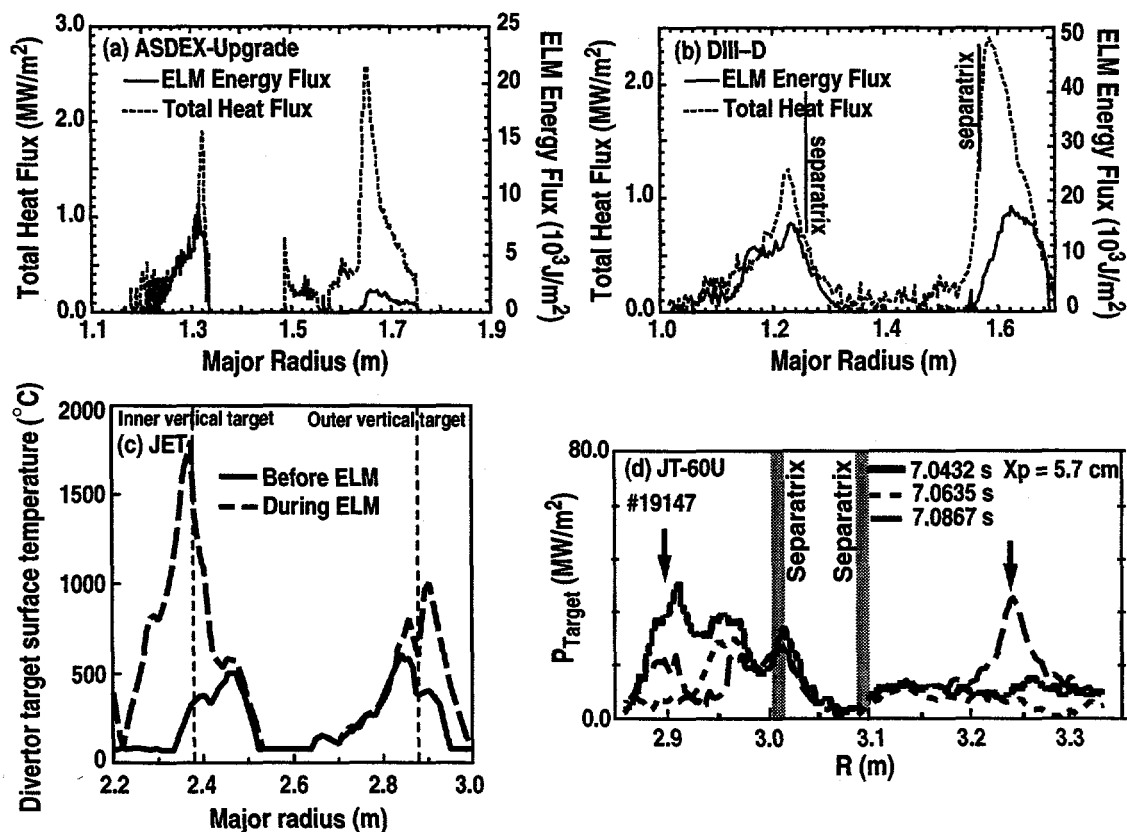 (a) ASDEX-Upgrade
ELM Energy Flux
Total Heat Flux
Total Heat Flux (MW/m²)
3.0
2.0
1.0
0.0
25
20
15
10
5
0
ELM Energy Flux (10³J/m²)
1.1 1.3 1.5 1.7 1.9
Major Radius (m)
(b) DIII–D
ELM Energy Flux
Total Heat Flux
separatrix
separatrix
Total Heat Flux (MW/m²)
2.0
1.0
0.0
50
40
30
20
10
0
ELM Energy Flux (10³J/m²)
1.0 1.2 1.4 1.6
Major Radius (m)
Inner vertical target
Outer vertical target
(c) JET
Before ELM
During ELM
Divertor target surface temperature (°C)
2000
1500
1000
500
0
2.2 2.4 2.6 2.8 3.0
Major radius (m)
(d) JT-60U
#19147
Separatrix
Separatrix
7.0432 s Xp = 5.7 cm
7.0635 s
7.0867 s
P_Target (MW/m²)
80.0
0.0
2.9 3.0 3.1 3.2 3.3
R (m)